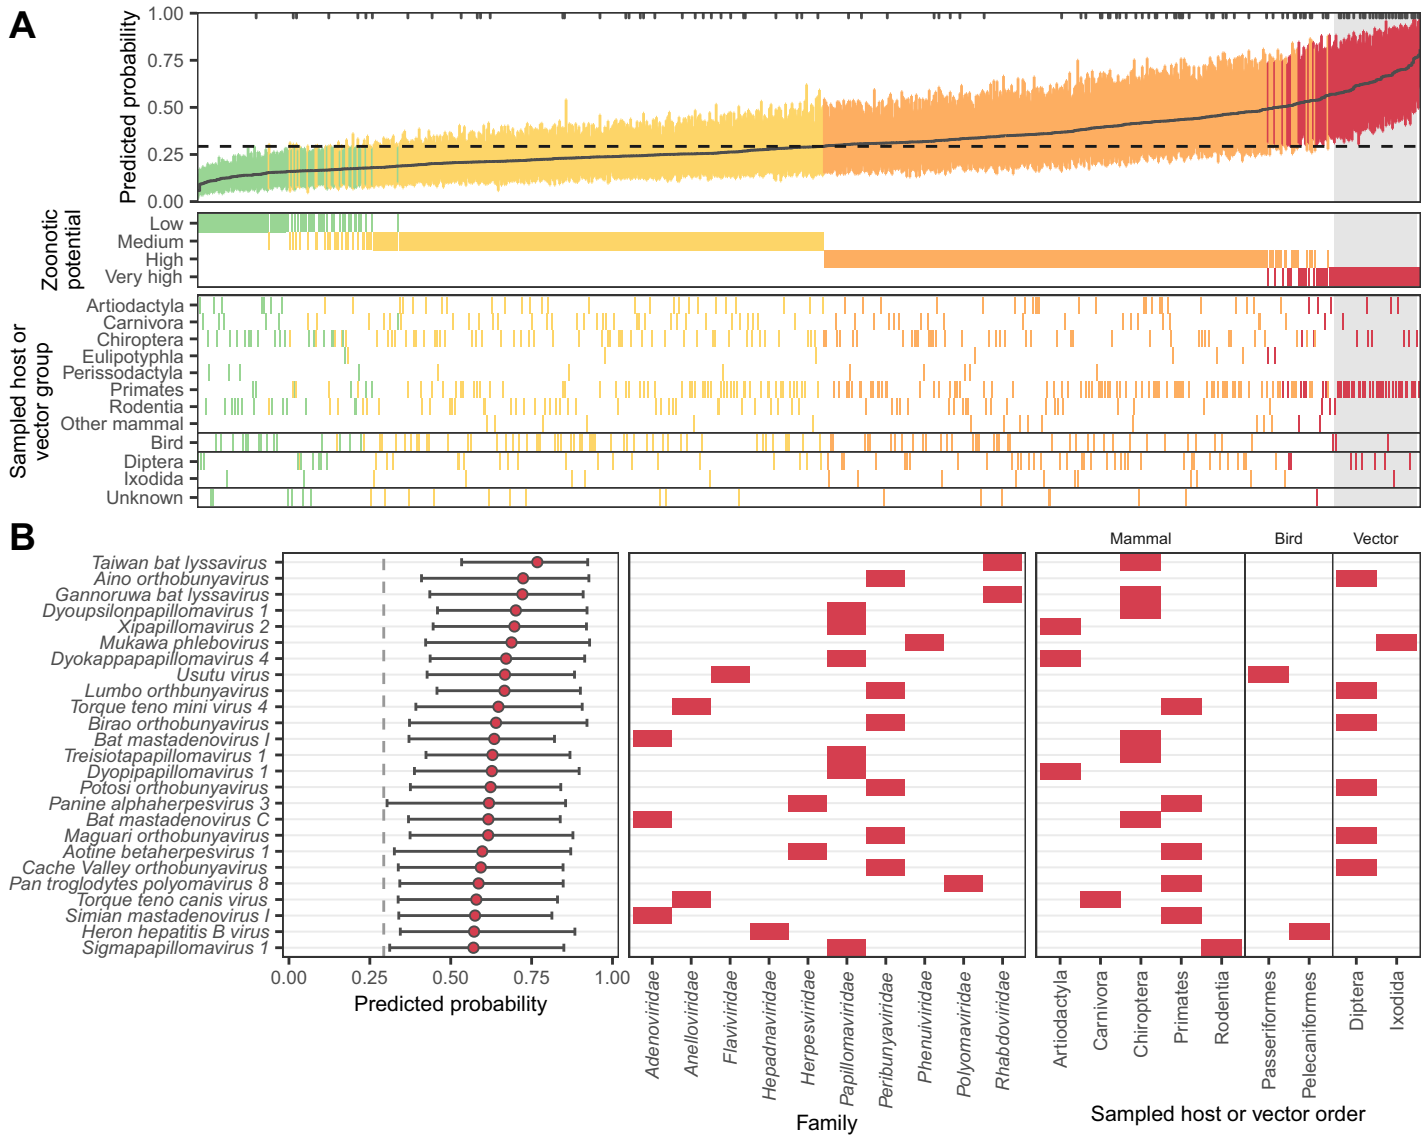 A
Predicted probability
1.00
0.75
0.50
0.25
0.00
Zoonotic
potential
Low
Medium
High
Very high
Sampled host or
vector group
Artiodactyla
Carnivora
Chiroptera
Eulipotyphla
Perissodactyla
Primates
Rodentia
Other mammal
Bird
Diptera
Ixodida
Unknown
B
Mammal Bird Vector
Taiwan bat lyssavirus
Aino orthobunyavirus
Gannoruwa bat lyssavirus
Dyoupsilonpapillomavirus 1
Xipapillomavirus 2
Mukawa phlebovirus
Dyokappapapillomavirus 4
Usutu virus
Lumbo orthbunyavirus
Torque teno mini virus 4
Birao orthobunyavirus
Bat mastadenovirus I
Treisiotapapillomavirus 1
Dyopipapillomavirus 1
Potosi orthobunyavirus
Panine alphaherpesvirus 3
Bat mastadenovirus C
Maguari orthobunyavirus
Aotine betaherpesvirus 1
Cache Valley orthobunyavirus
Pan troglodytes polyomavirus 8
Torque teno canis virus
Simian mastadenovirus I
Heron hepatitis B virus
Sigmapapillomavirus 1
0.00 0.25 0.50 0.75 1.00
Predicted probability
Adenoviridae
Anelloviridae
Flaviviridae
Hepadnaviridae
Herpesviridae
Papillomaviridae
Peribunyaviridae
Phenuiviridae
Polyomaviridae
Rhabdoviridae
Family
Artiodactyla
Carnivora
Chiroptera
Primates
Rodentia
Passeriformes
Pelecaniformes
Diptera
Ixodida
Sampled host or vector order